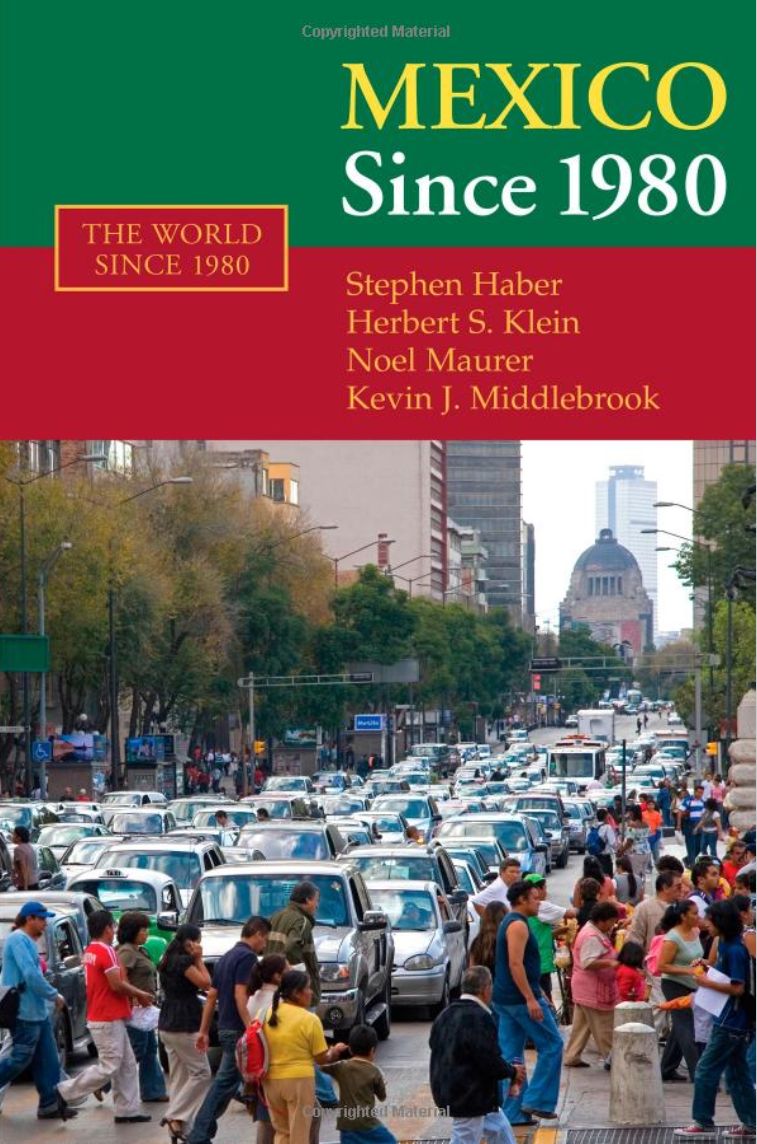 Copyrighted Material
MEXICO
Since 1980
THE WORLD
SINCE 1980
Stephen Haber
Herbert S. Klein
Noel Maurer
Kevin J. Middlebrook
Copyrighted Material